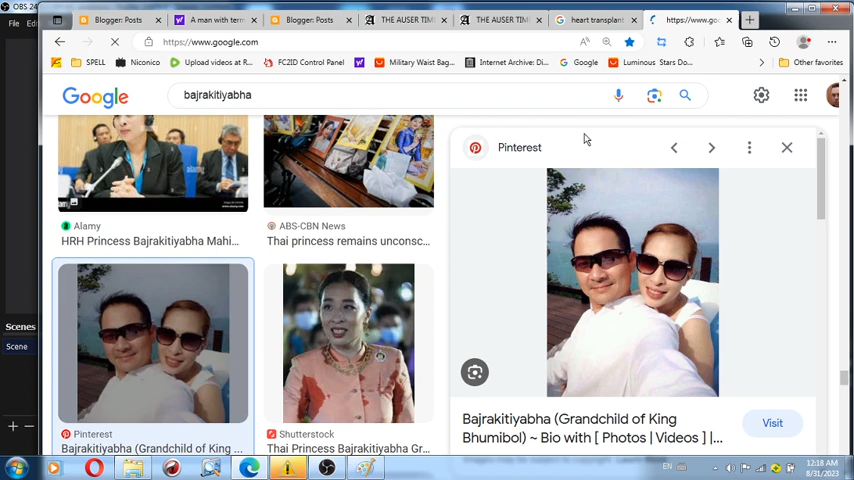 OBS 24
File
Blogger: Posts
A man with term
Blogger: Posts
THE AUSER TIM
THE AUSER TIM
heart transplant
https://www.goo
https://www.google.com
SPELL
Niconico
Upload videos to get
FC2ID Control Panel
Military Waist Bag...
Internet Archive: Di...
Google
Luminous Stars Do...
Other favorites
Google
bajrakitiyabha
Alamy
HRH Princess Bajrakitiyabha Mahi...
ABS-CBN News
Thai princess remains unconsc...
Pinterest
Bajrakitiyabha (Grandchild of King ...
Shutterstock
Thai Princess Bajrakitiyabha Gr...
Pinterest
Bajrakitiyabha (Grandchild of King
Bhumibol) ~ Bio with [ Photos | Videos ] |...
Visit
Scenes
Scene
EN
12:18 AM
8/31/2023